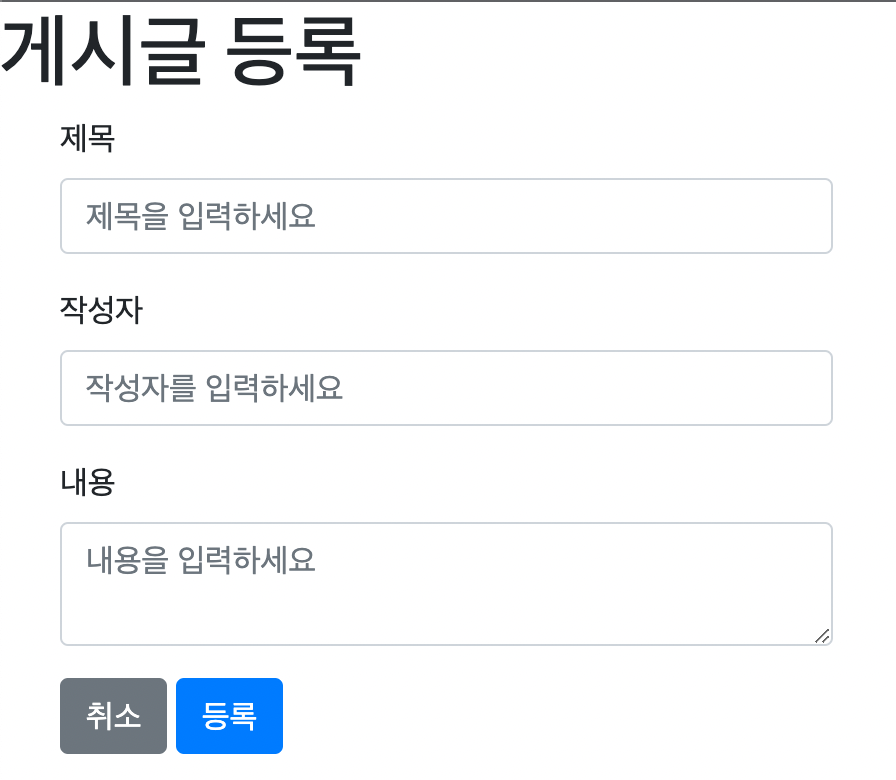 게시글 등록
제목
제목을 입력하세요
작성자
작성자를 입력하세요
내용
내용을 입력하세요
취소 등록